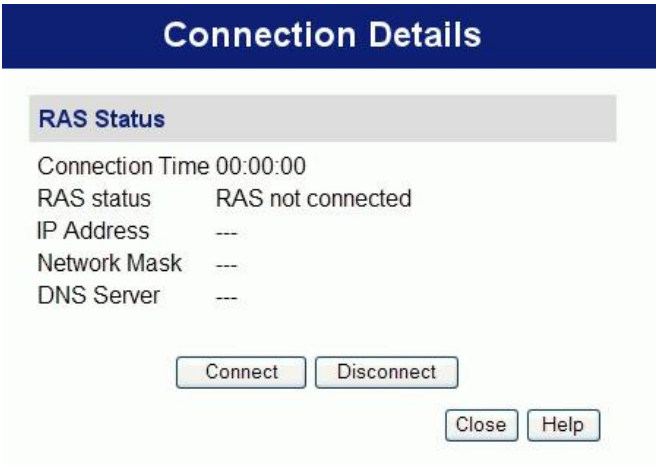 Connection Details
RAS Status
Connection Time 00:00:00
RAS status RAS not connected
IP Address ---
Network Mask ---
DNS Server ---
Connect Disconnect
Close Help